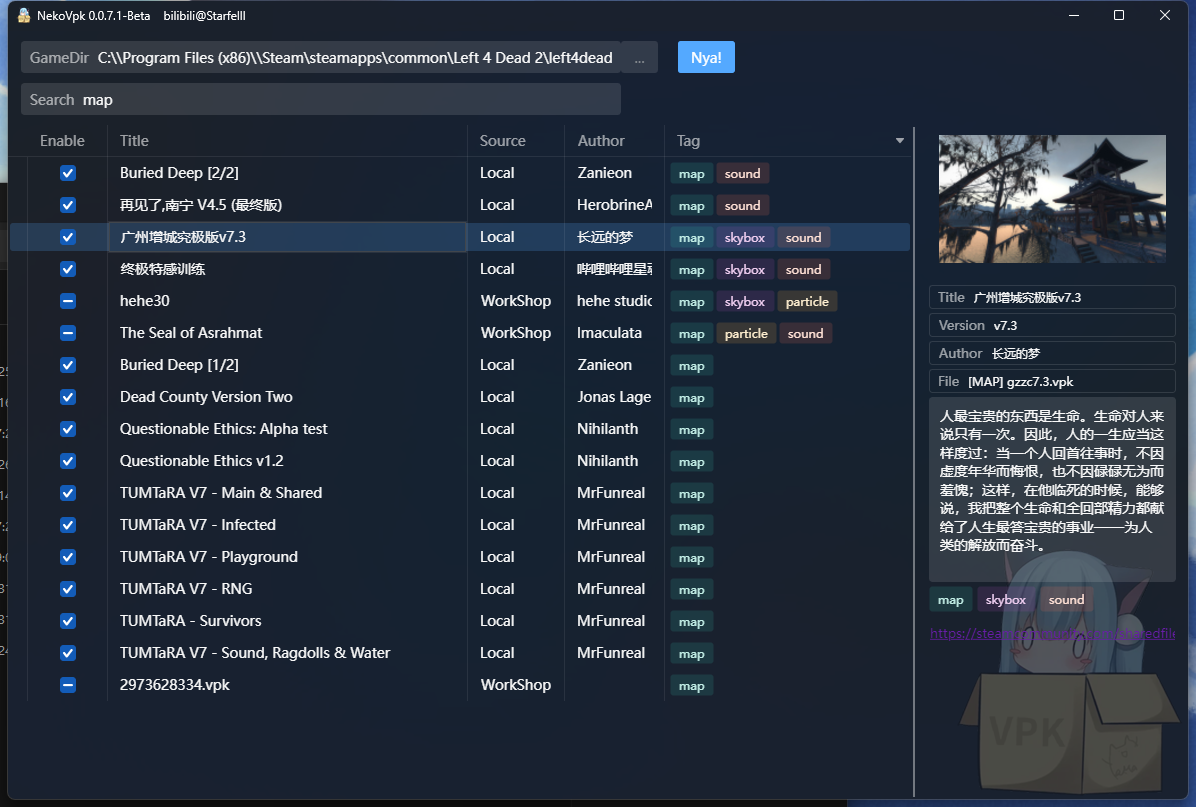 NekoVpk 0.0.7.1-Beta bilibili@Starfelll
GameDir C:\\Program Files (x86)\\Steam\steamapps\common\Left 4 Dead 2\left4dead ... Nya!
Search map
Enable Title Source Author Tag
Buried Deep [2/2] Local Zanieon map sound
再见了,南宁 V4.5 (最终版) Local HerobrineA map sound
广州增城究极版v7.3 Local 长远的梦 map skybox sound
终极特感训练 Local 哔哩哔哩星 map skybox sound
hehe30 WorkShop hehe studic map skybox particle
The Seal of Asrahmat WorkShop Imaculata map particle sound
Buried Deep [1/2] Local Zanieon map
Dead County Version Two Local Jonas Lage map
Questionable Ethics: Alpha test Local Nihilanth map
Questionable Ethics v1.2 Local Nihilanth map
TUMTaRA V7 - Main & Shared Local MrFunreal map
TUMTaRA V7 - Infected Local MrFunreal map
TUMTaRA V7 - Playground Local MrFunreal map
TUMTaRA V7 - RNG Local MrFunreal map
TUMTaRA - Survivors Local MrFunreal map
TUMTaRA V7 - Sound, Ragdolls & Water Local MrFunreal map
2973628334.vpk WorkShop map
Title 广州增城究极版v7.3
Version v7.3
Author 长远的梦
File [MAP] gzzc7.3.vpk
人最宝贵的东西是生命。生命对人来
说只有一次。因此，人的一生应当这
样度过：当一个人回首往事时，不因
虚度年华而悔恨，也不因碌碌无为而
羞愧；这样，在他临死的时候，能够
说，我把整个生命和全回部精力都献
给了人生最答宝贵的事业——为人
类的解放而奋斗。
map skybox sound
VPK